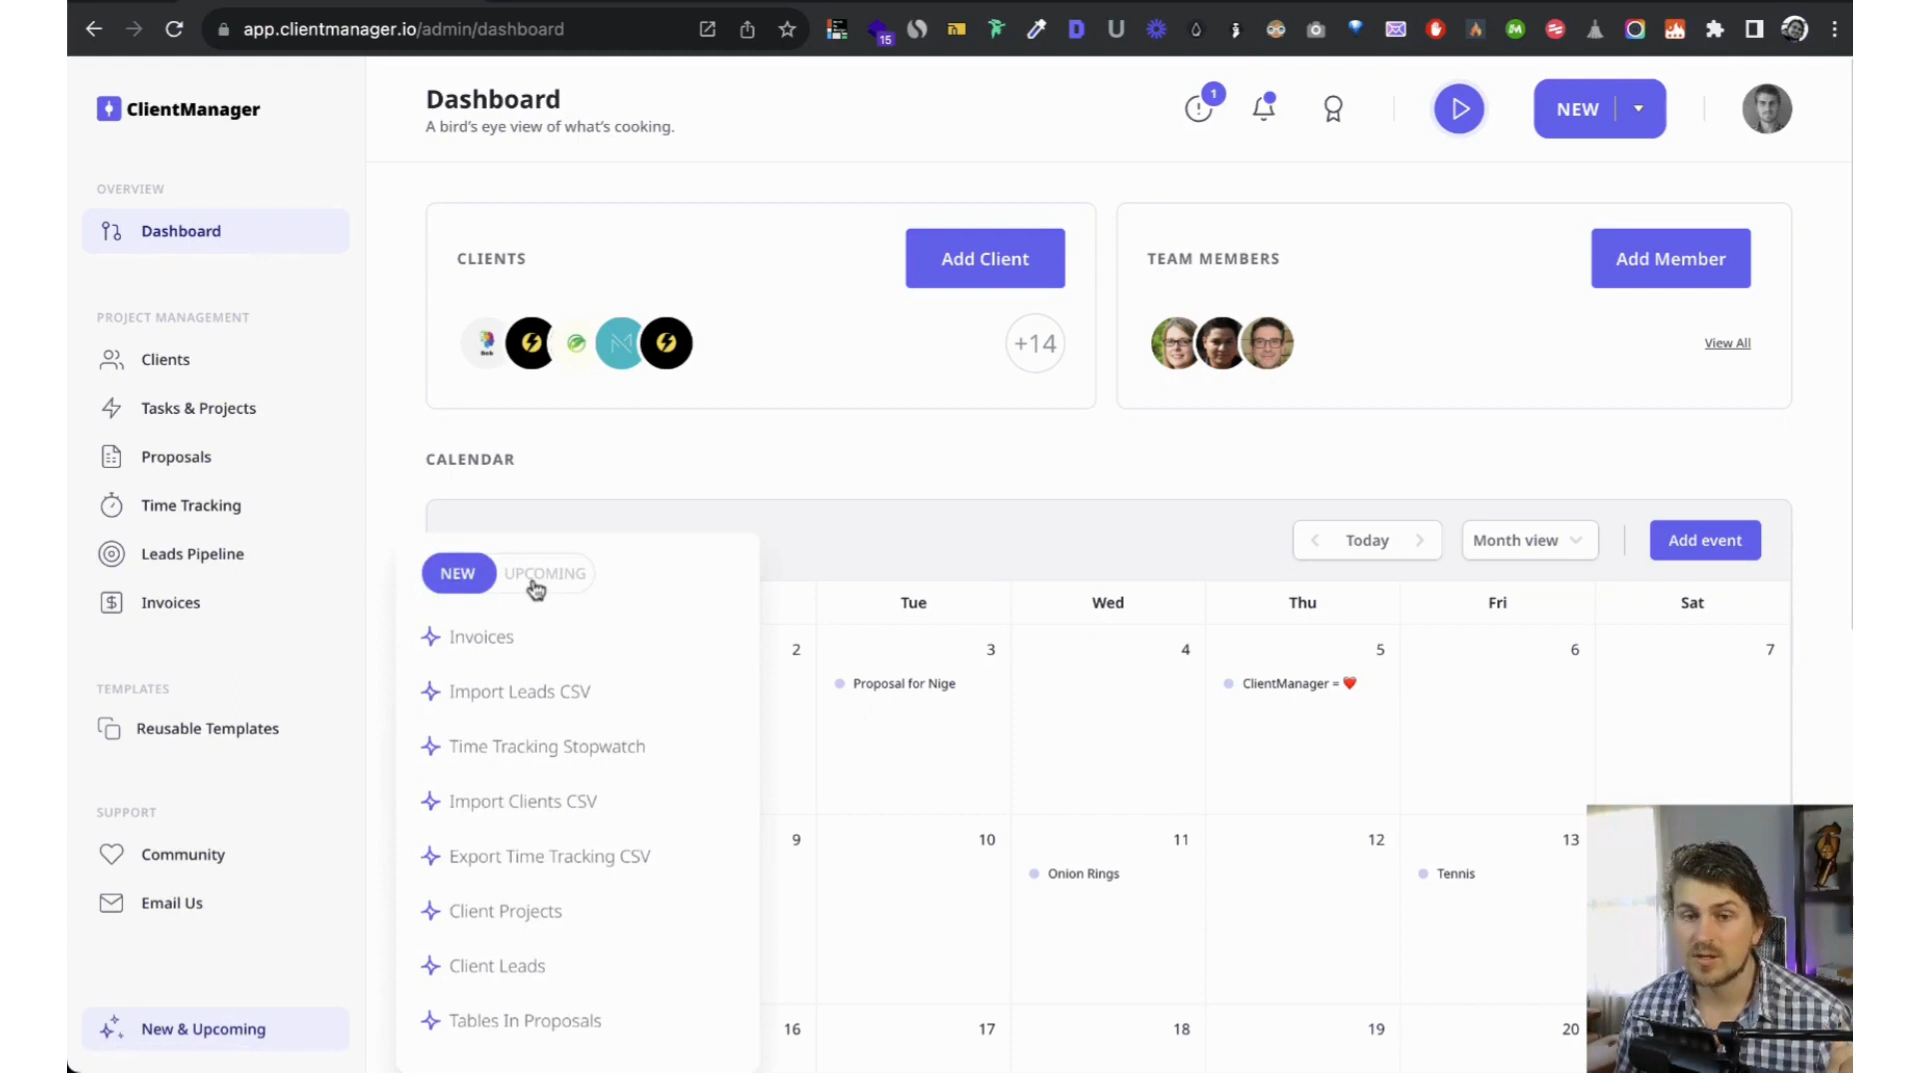 app.clientmanager.io/admin/dashboard
15
ClientManager
Dashboard
A bird's eye view of what's cooking.
1
NEW
OVERVIEW
Dashboard
PROJECT MANAGEMENT
Clients
Tasks & Projects
Proposals
Time Tracking
Leads Pipeline
Invoices
TEMPLATES
Reusable Templates
SUPPORT
Community
Email Us
New & Upcoming
CLIENTS
Add Client
Bob
+14
TEAM MEMBERS
Add Member
View All
CALENDAR
Today
Month view
Add event
NEW
UPCOMING
Invoices
Import Leads CSV
Time Tracking Stopwatch
Import Clients CSV
Export Time Tracking CSV
Client Projects
Client Leads
Tables In Proposals
Tue
Wed
Thu
Fri
Sat
2
3
4
5
6
7
Proposal for Nige
ClientManager = ❤️
9
10
11
12
13
Onion Rings
Tennis
16
17
18
19
20